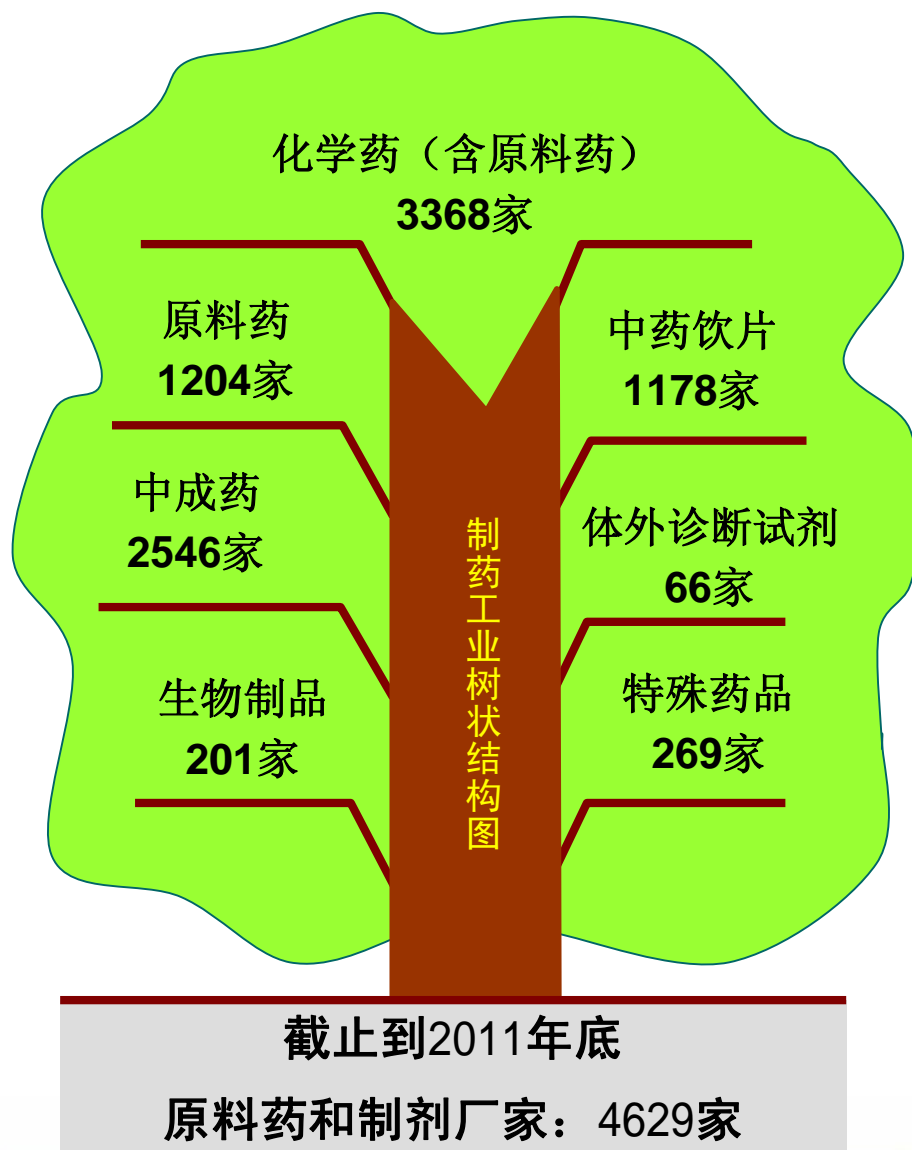 化学药（含原料药）
3368家
原料药
1204家
中药饮片
1178家
中成药
2546家
体外诊断试剂
66家
生物制品
201家
特殊药品
269家
制药工业树状结构图
截止到2011年底
原料药和制剂厂家：4629家